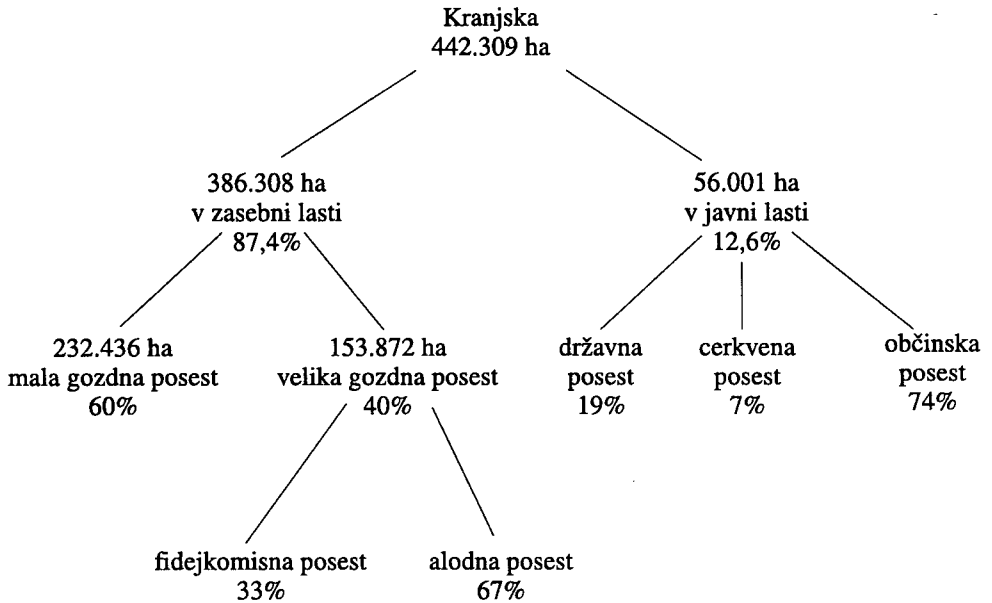 Kranjska
442.309 ha
386.308 ha
v zasebni lasti
87,4%
56.001 ha
v javni lasti
12,6%
232.436 ha
mala gozdna posest
60%
153.872 ha
velika gozdna posest
40%
državna
posest
19%
cerkvena
posest
7%
občinska
posest
74%
fidejkomisna posest
33%
alodna posest
67%